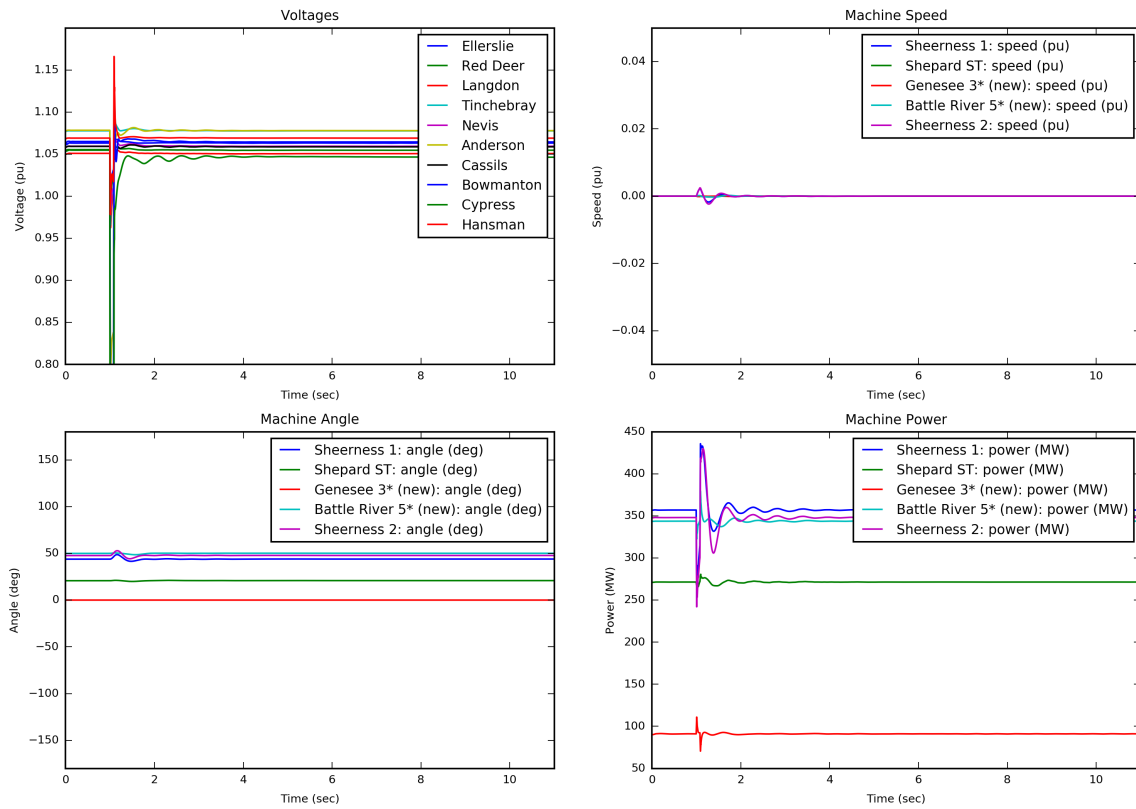 Voltages
Voltage (pu)
1.15
1.10
1.05
1.00
0.95
0.90
0.85
0.80
0
2
4
6
8
10
Time (sec)
Ellerslie
Red Deer
Langdon
Tinchebray
Nevis
Anderson
Cassils
Bowmanton
Cypress
Hansman
Machine Speed
Speed (pu)
0.04
0.02
0.00
−0.02
−0.04
0
2
4
6
8
10
Time (sec)
Sheerness 1: speed (pu)
Shepard ST: speed (pu)
Genesee 3* (new): speed (pu)
Battle River 5* (new): speed (pu)
Sheerness 2: speed (pu)
Machine Angle
Angle (deg)
150
100
50
0
−50
−100
−150
0
2
4
6
8
10
Time (sec)
Sheerness 1: angle (deg)
Shepard ST: angle (deg)
Genesee 3* (new): angle (deg)
Battle River 5* (new): angle (deg)
Sheerness 2: angle (deg)
Machine Power
Power (MW)
450
400
350
300
250
200
150
100
50
0
2
4
6
8
10
Time (sec)
Sheerness 1: power (MW)
Shepard ST: power (MW)
Genesee 3* (new): power (MW)
Battle River 5* (new): power (MW)
Sheerness 2: power (MW)